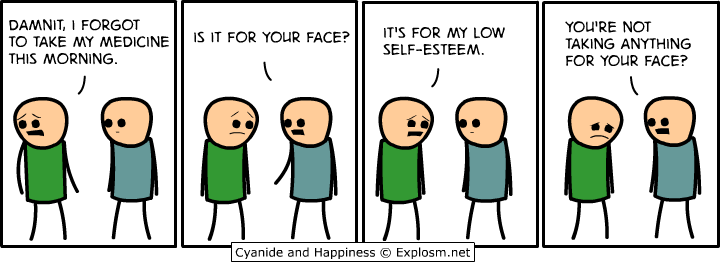 DAMNIT, I FORGOT
TO TAKE MY MEDICINE
THIS MORNING.
IS IT FOR YOUR FACE?
IT'S FOR MY LOW
SELF-ESTEEM.
YOU'RE NOT
TAKING ANYTHING
FOR YOUR FACE?
Cyanide and Happiness © Explosm.net